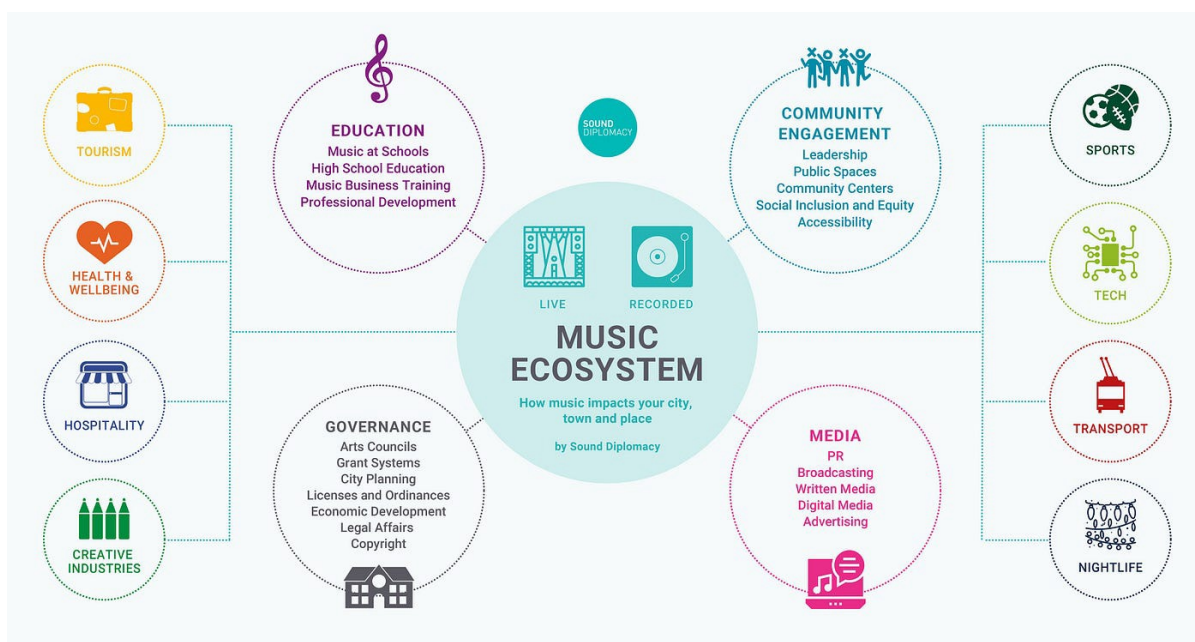 TOURISM
HEALTH &
WELLBEING
HOSPITALITY
CREATIVE
INDUSTRIES
EDUCATION
Music at Schools
High School Education
Music Business Training
Professional Development
GOVERNANCE
Arts Councils
Grant Systems
City Planning
Licenses and Ordinances
Economic Development
Legal Affairs
Copyright
SOUND
DIPLOMACY
LIVE
RECORDED
MUSIC
ECOSYSTEM
How music impacts your city,
town and place
by Sound Diplomacy
COMMUNITY
ENGAGEMENT
Leadership
Public Spaces
Community Centers
Social Inclusion and Equity
Accessibility
MEDIA
PR
Broadcasting
Written Media
Digital Media
Advertising
SPORTS
TECH
TRANSPORT
NIGHTLIFE